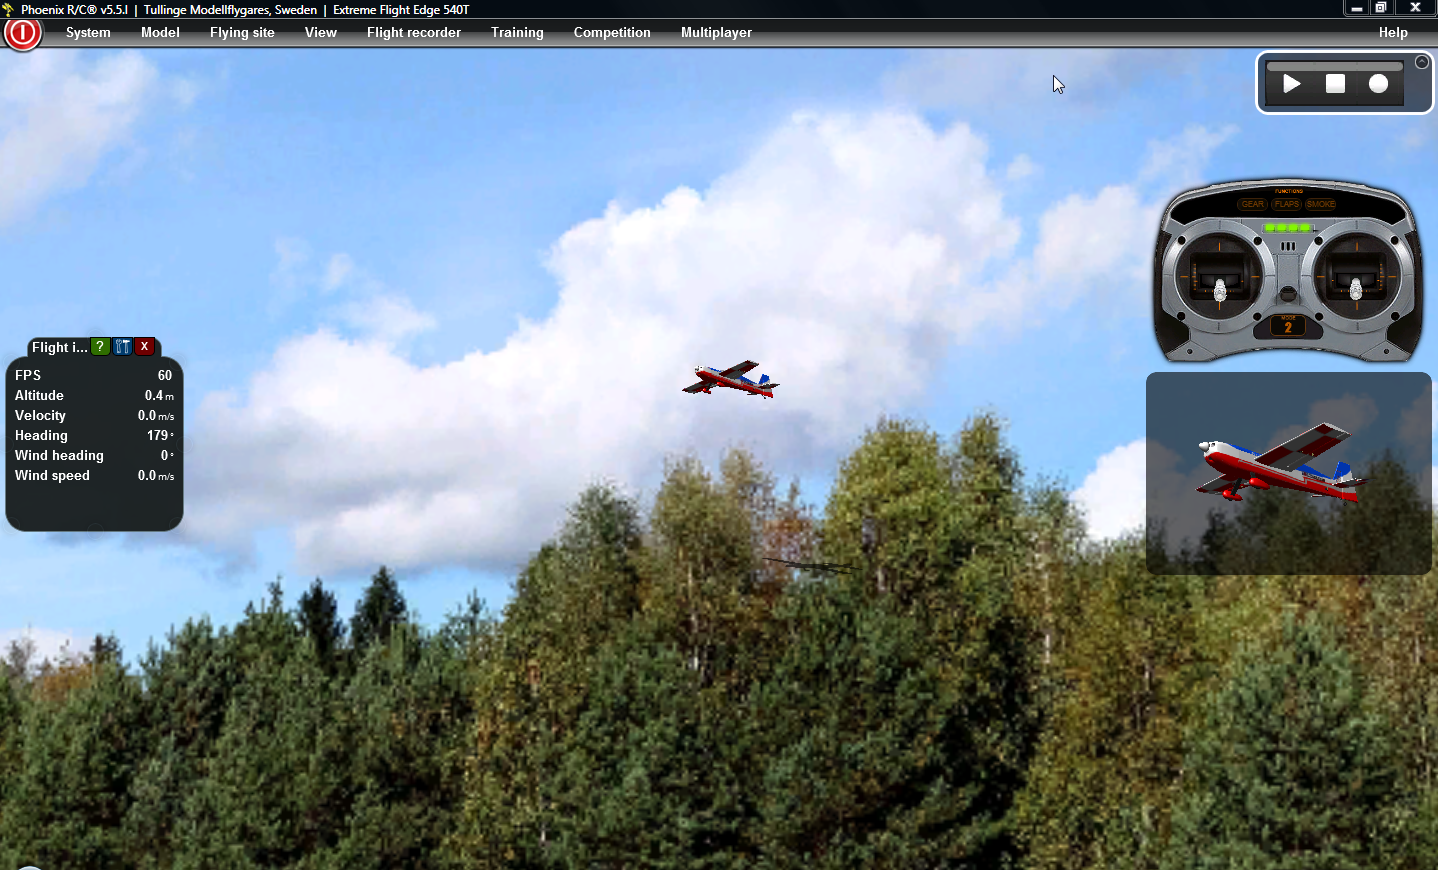 Phoenix R/C® v5.5.l | Tullinge Modellflygares, Sweden | Extreme Flight Edge 540T
System Model Flying site View Flight recorder Training Competition Multiplayer Help
FUNCTIONS
GEAR FLAPS SMOKE
MODE
2
Flight i... ? X
FPS 60
Altitude 0.4 m
Velocity 0.0 m/s
Heading 179 °
Wind heading 0 °
Wind speed 0.0 m/s